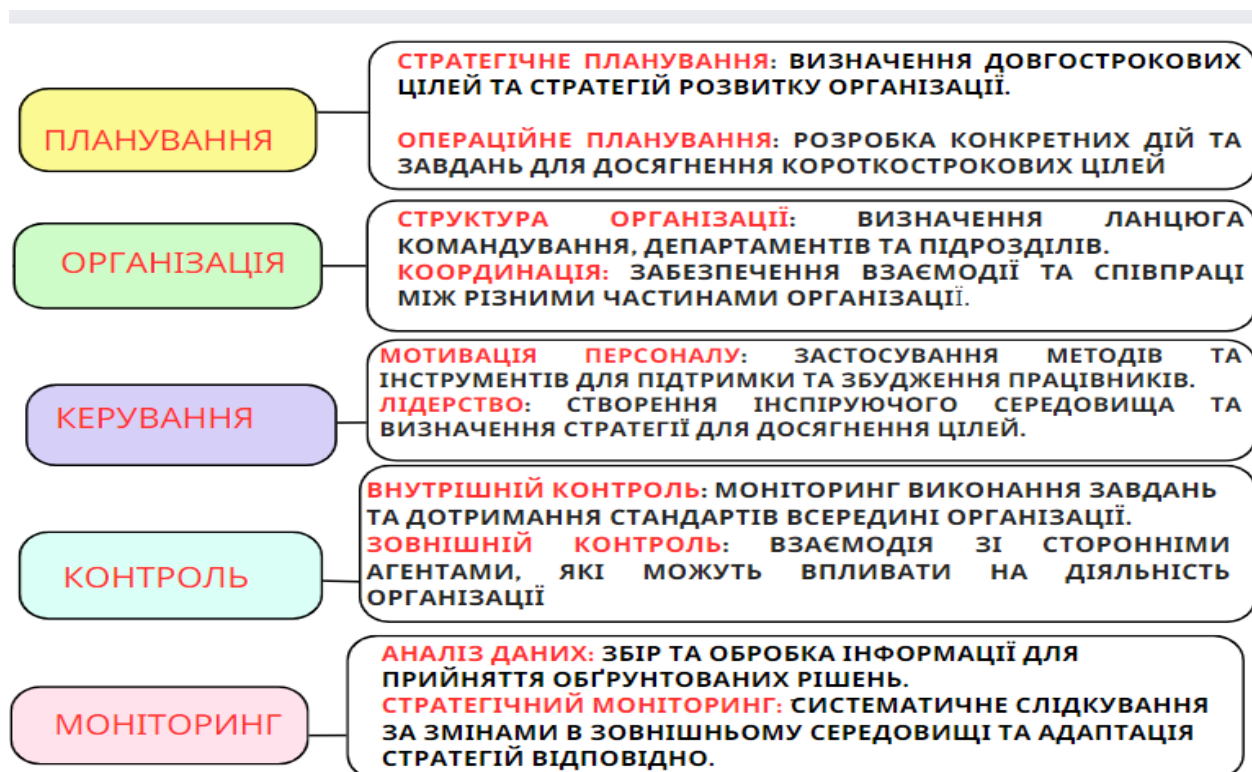 ПЛАНУВАННЯ
СТРАТЕГІЧНЕ ПЛАНУВАННЯ: ВИЗНАЧЕННЯ ДОВГОСТРОКОВИХ
ЦІЛЕЙ ТА СТРАТЕГІЙ РОЗВИТКУ ОРГАНІЗАЦІЇ.
ОПЕРАЦІЙНЕ ПЛАНУВАННЯ: РОЗРОБКА КОНКРЕТНИХ ДІЙ ТА
ЗАВДАНЬ ДЛЯ ДОСЯГНЕННЯ КОРОТКОСТРОКОВИХ ЦІЛЕЙ
ОРГАНІЗАЦІЯ
СТРУКТУРА ОРГАНІЗАЦІЇ: ВИЗНАЧЕННЯ ЛАНЦЮГА
КОМАНДУВАННЯ, ДЕПАРТАМЕНТІВ ТА ПІДРОЗДІЛІВ.
КООРДИНАЦІЯ: ЗАБЕЗПЕЧЕННЯ ВЗАЄМОДІЇ ТА СПІВПРАЦІ
МІЖ РІЗНИМИ ЧАСТИНАМИ ОРГАНІЗАЦІЇ.
КЕРУВАННЯ
МОТИВАЦІЯ ПЕРСОНАЛУ: ЗАСТОСУВАННЯ МЕТОДІВ ТА
ІНСТРУМЕНТІВ ДЛЯ ПІДТРИМКИ ТА ЗБУДЖЕННЯ ПРАЦІВНИКІВ.
ЛІДЕРСТВО: СТВОРЕННЯ ІНСПІРУЮЧОГО СЕРЕДОВИЩА ТА
ВИЗНАЧЕННЯ СТРАТЕГІЇ ДЛЯ ДОСЯГНЕННЯ ЦІЛЕЙ.
КОНТРОЛЬ
ВНУТРІШНІЙ КОНТРОЛЬ: МОНІТОРИНГ ВИКОНАННЯ ЗАВДАНЬ
ТА ДОТРИМАННЯ СТАНДАРТІВ ВСЕРЕДИНІ ОРГАНІЗАЦІЇ.
ЗОВНІШНІЙ КОНТРОЛЬ: ВЗАЄМОДІЯ ЗІ СТОРОННІМИ
АГЕНТАМИ, ЯКІ МОЖУТЬ ВПЛИВАТИ НА ДІЯЛЬНІСТЬ
ОРГАНІЗАЦІЇ
МОНІТОРИНГ
АНАЛІЗ ДАНИХ: ЗБІР ТА ОБРОБКА ІНФОРМАЦІЇ ДЛЯ
ПРИЙНЯТТЯ ОБҐРУНТОВАНИХ РІШЕНЬ.
СТРАТЕГІЧНИЙ МОНІТОРИНГ: СИСТЕМАТИЧНЕ СЛІДКУВАННЯ
ЗА ЗМІНАМИ В ЗОВНІШНЬОМУ СЕРЕДОВИЩІ ТА АДАПТАЦІЯ
СТРАТЕГІЙ ВІДПОВІДНО.